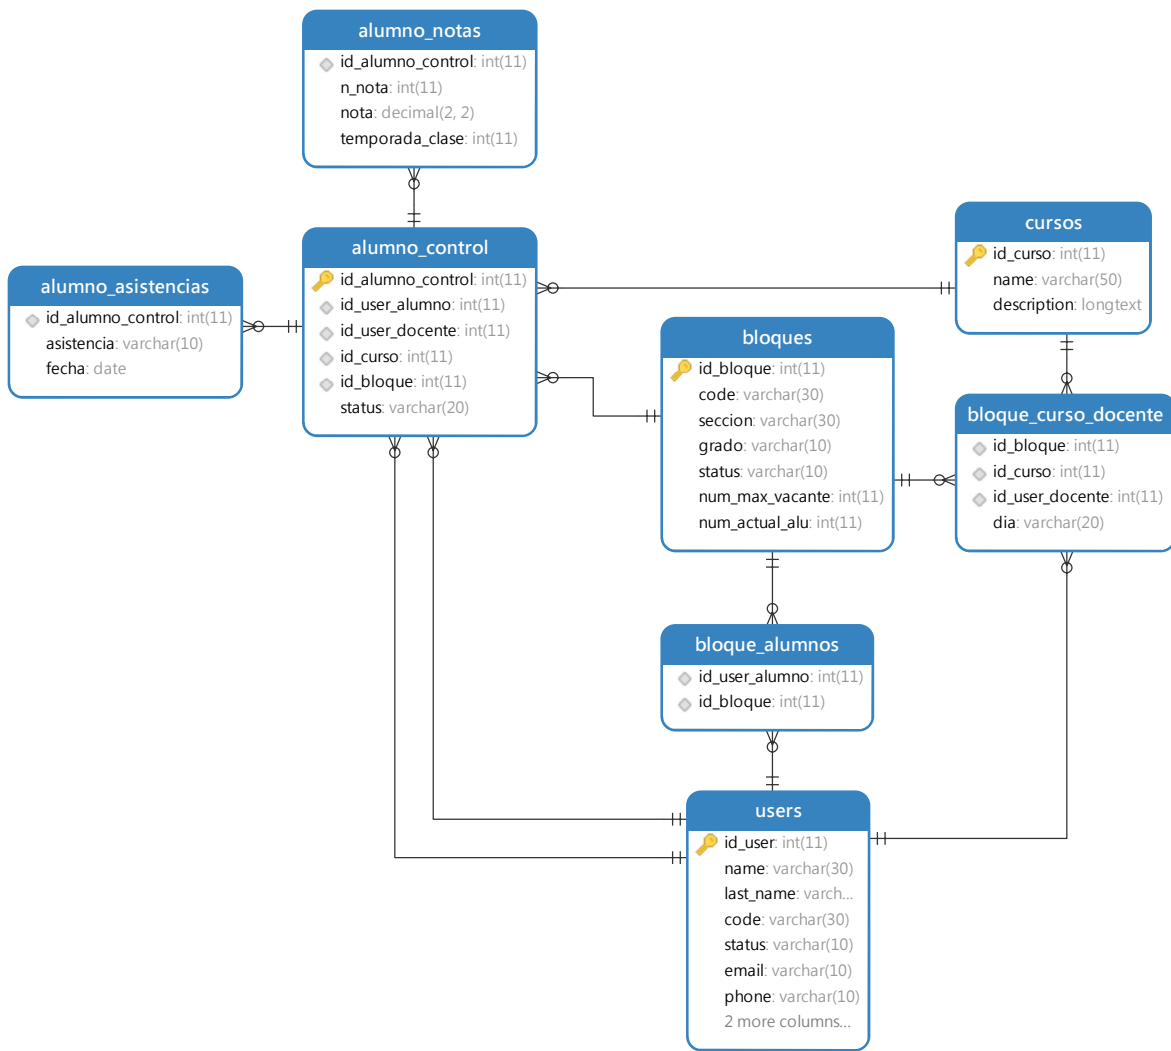 alumno_notas
id_alumno_control: int(11)
n_nota: int(11)
nota: decimal(2, 2)
temporada_clase: int(11)
alumno_control
id_alumno_control: int(11)
id_user_alumno: int(11)
id_user_docente: int(11)
id_curso: int(11)
id_bloque: int(11)
status: varchar(20)
cursos
id_curso: int(11)
name: varchar(50)
description: longtext
alumno_asistencias
id_alumno_control: int(11)
asistencia: varchar(10)
fecha: date
bloques
id_bloque: int(11)
code: varchar(30)
seccion: varchar(30)
grado: varchar(10)
status: varchar(10)
num_max_vacante: int(11)
num_actual_alu: int(11)
bloque_curso_docente
id_bloque: int(11)
id_curso: int(11)
id_user_docente: int(11)
dia: varchar(20)
bloque_alumnos
id_user_alumno: int(11)
id_bloque: int(11)
users
id_user: int(11)
name: varchar(30)
last_name: varch...
code: varchar(30)
status: varchar(10)
email: varchar(10)
phone: varchar(10)
2 more columns...